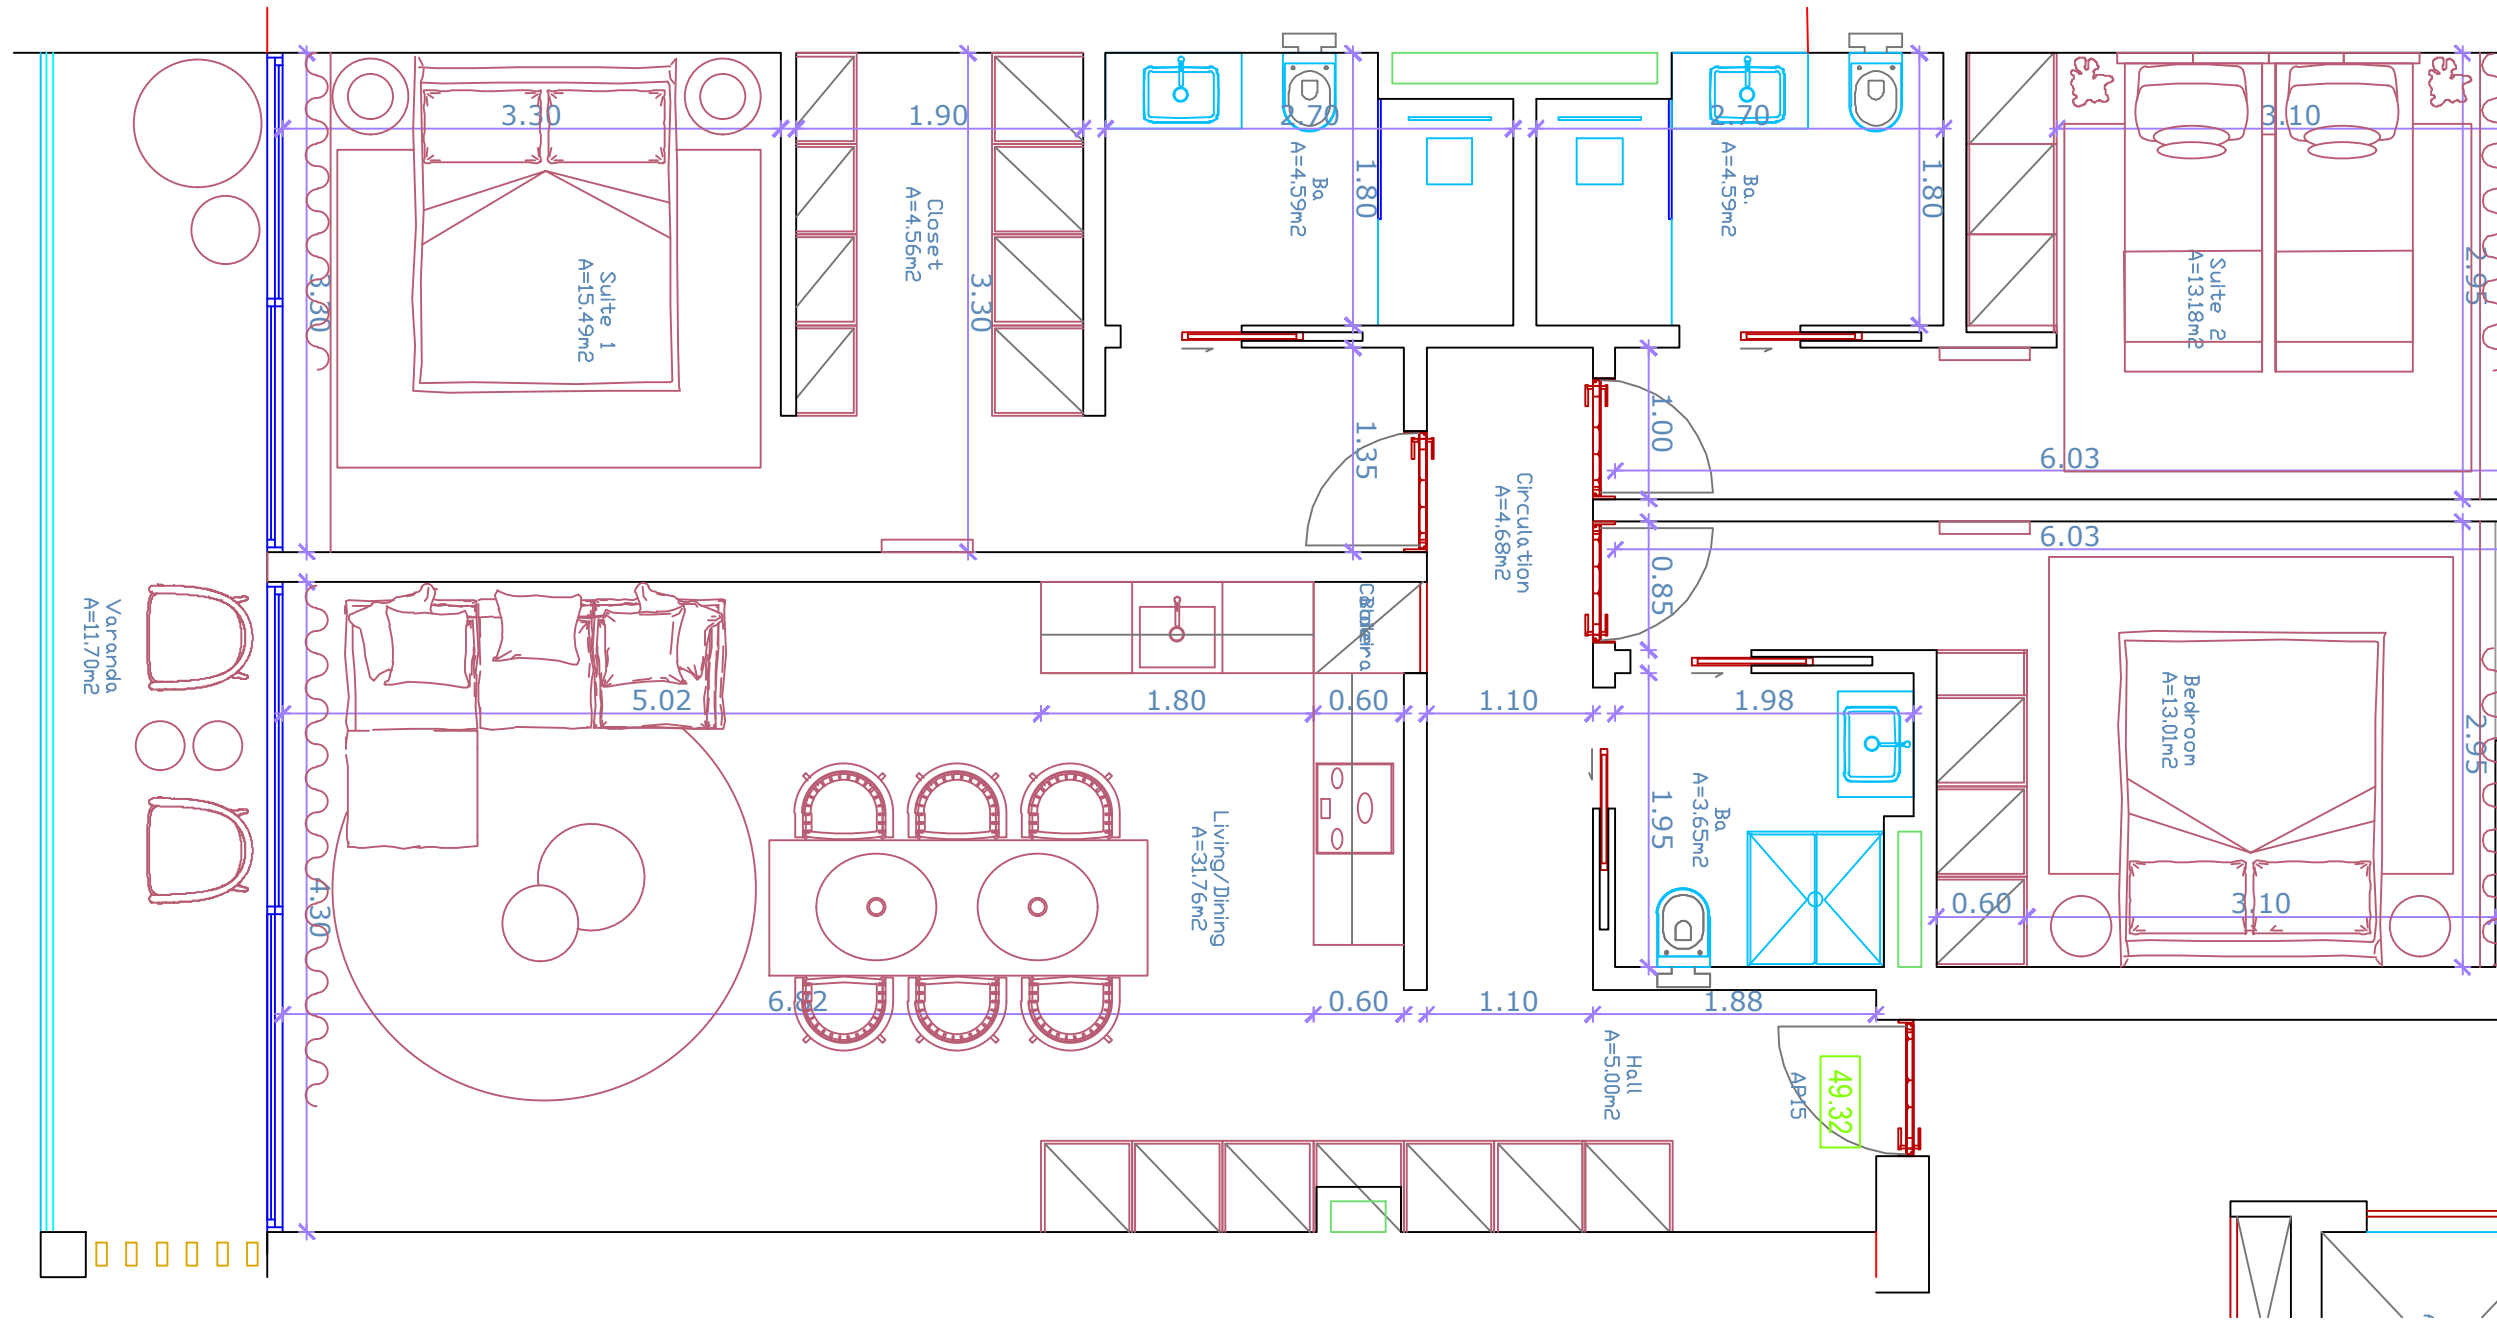 3.30
1.90
2.70
2.70
3.10
Ba
A=4.59m2
1.80
Ba.
A=4.59m2
1.80
Closet
A=4.56m2
Suite 1
A=15.49m2
3.30
3.30
Suite 2
A=13.18m2
2.95
1.35
1.00
6.03
Circulation
A=4.68m2
6.03
0.85
Varanda
A=11.70m2
5.02
1.80
0.60
1.10
1.98
Bedroom
A=13.01m2
2.95
Living/Dining
A=31.76m2
1.95
Ba
A=3.65m2
4.30
0.60
3.10
6.82
0.60
1.10
1.88
Hall
A=5.00m2
AP15
49.32